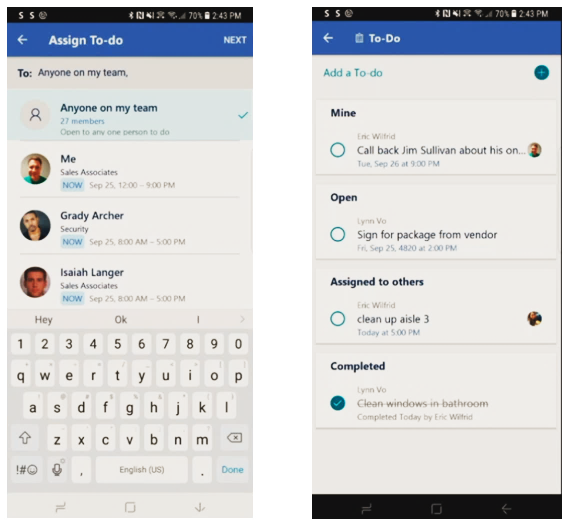 S S 70% 2:43 PM
Assign To-do NEXT
To: Anyone on my team,
Anyone on my team
27 members
Open to any one person to do
Me
Sales Associates
NOW Sep 25, 12:00 – 9:00 PM
Grady Archer
Security
NOW Sep 25, 8:00 AM – 5:00 PM
Isaiah Langer
Sales Associates
NOW Sep 25, 8:00 AM – 5:00 PM
Hey Ok I
1 2 3 4 5 6 7 8 9 0
q w e r t y u i o p
a s d f g h j k l
z x c v b n m
!#☺ , English (US) . Done
S S 70% 2:43 PM
To-Do
Add a To-do
Mine
Eric Wilfrid
Call back Jim Sullivan about his on...
Tue, Sep 26 at 9:00 PM
Open
Lynn Vo
Sign for package from vendor
Fri, Sep 25, 4820 at 2:00 PM
Assigned to others
Eric Wilfrid
clean up aisle 3
Today at 5:00 PM
Completed
Lynn Vo
Clean windows in bathroom
Completed Today by Eric Wilfrid